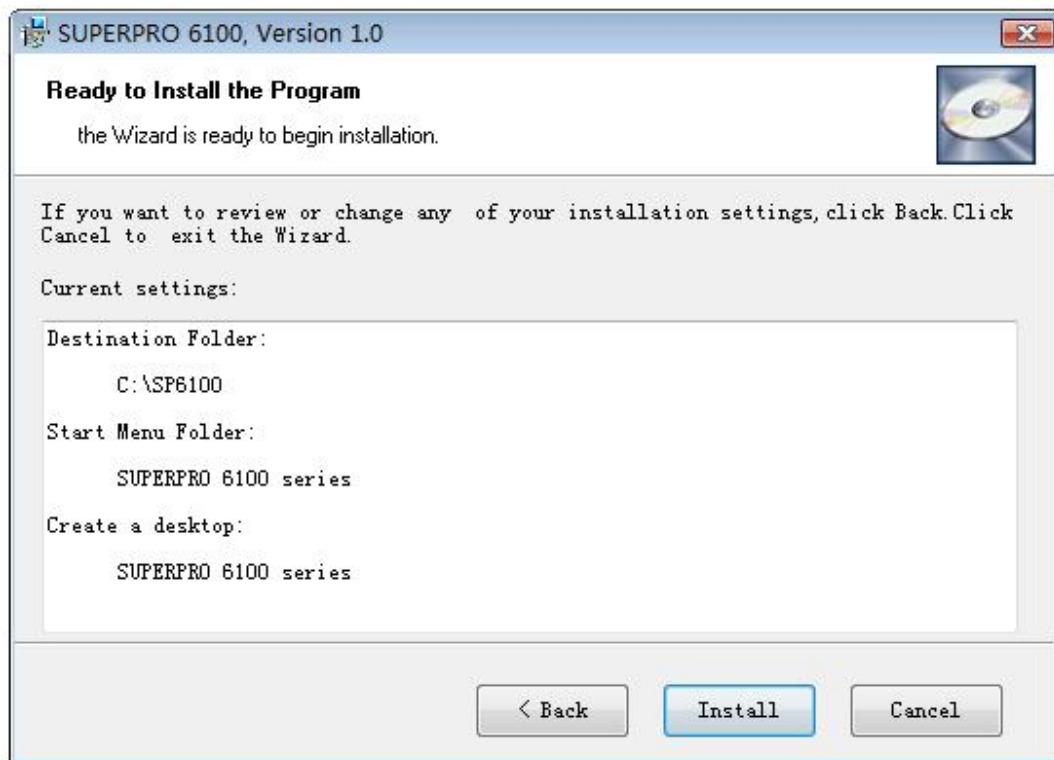 SUPERPRO 6100, Version 1.0
Ready to Install the Program
the Wizard is ready to begin installation.
If you want to review or change any  of your installation settings,click Back.Click
Cancel to  exit the Wizard.
Current settings:
Destination Folder:
C:\SP6100
Start Menu Folder:
SUPERPRO 6100 series
Create a desktop:
SUPERPRO 6100 series
< Back
Install
Cancel